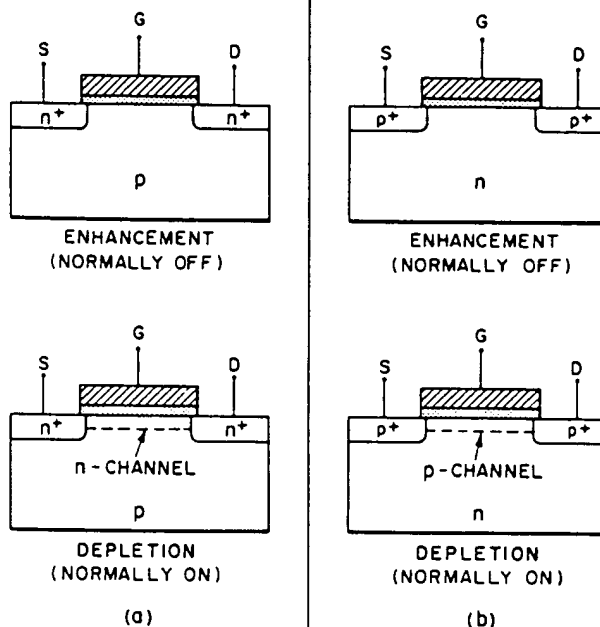 G
S
D
n+
n+
p
ENHANCEMENT
(NORMALLY OFF)
G
S
D
n+
n+
n-CHANNEL
p
DEPLETION
(NORMALLY ON)
(a)
G
S
D
p+
p+
n
ENHANCEMENT
(NORMALLY OFF)
G
S
D
p+
p+
p-CHANNEL
n
DEPLETION
(NORMALLY ON)
(b)